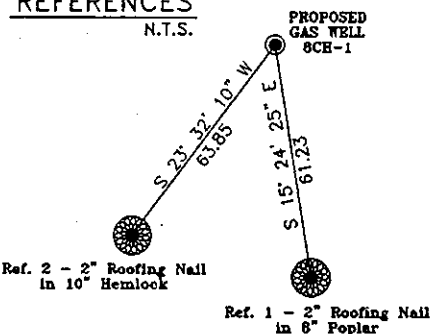 REFERENCES
N.T.S.
PROPOSED
GAS WELL
8CH-1
S 23° 32' 10" W
63.85
S 15° 24' 25" E
61.23
Ref. 2 - 2" Roofing Nail
in 10" Hemlock
Ref. 1 - 2" Roofing Nail
in 6" Poplar